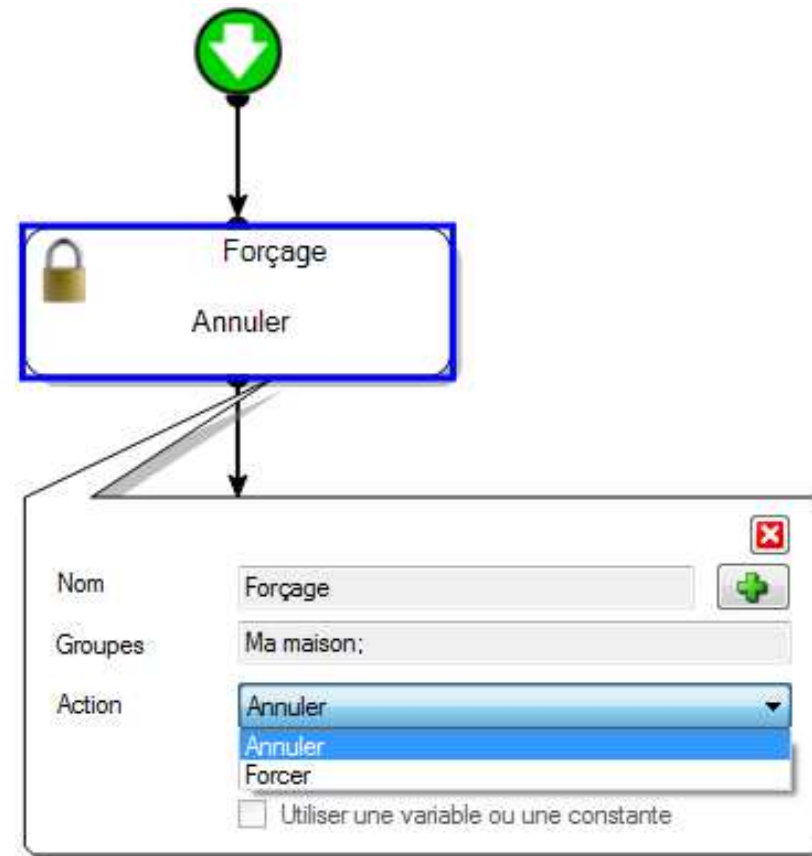 Forçage
Annuler
Nom Forçage
Groupes Ma maison;
Action Annuler
Annuler
Forcer
Utiliser une variable ou une constante